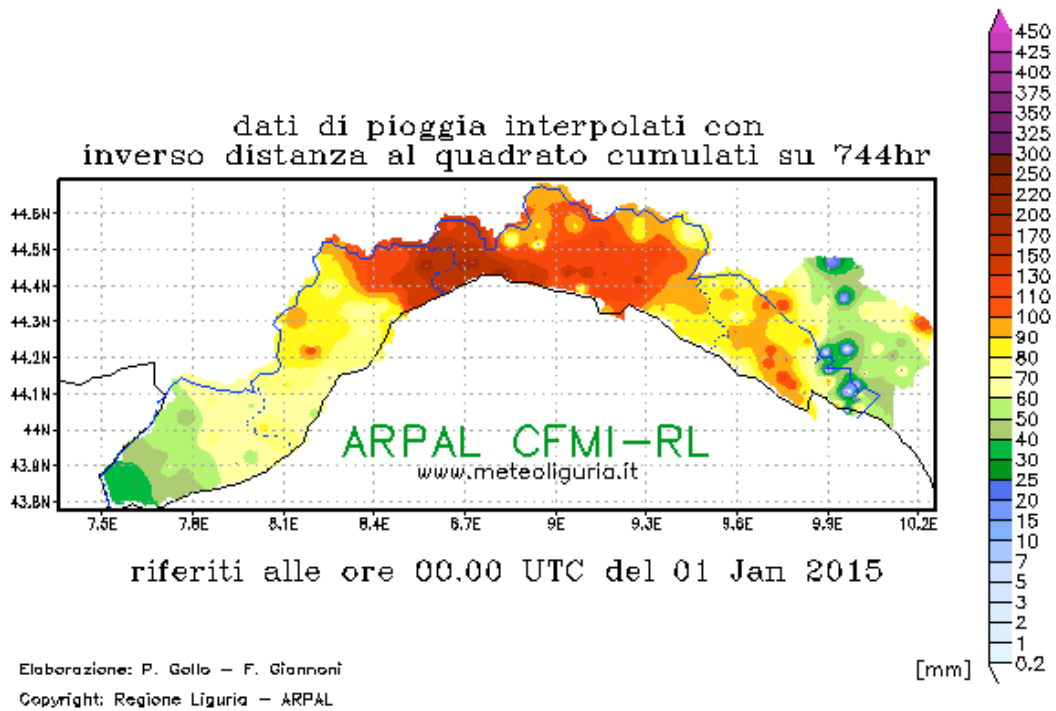 dati di pioggia interpolati con
inverso distanza al quadrato cumulati su 744hr
44.6N
44.5N
44.4N
44.3N
44.2N
44.1N
44N
43.9N
43.8N
7.5E 7.8E 8.1E 8.4E 8.7E 9E 9.3E 9.6E 9.9E 10.2E
ARPAL CFMI-RL
www.meteoliguria.it
riferiti alle ore 00.00 UTC del 01 Jan 2015
450
425
400
375
350
325
300
250
200
170
150
130
110
100
90
80
70
60
50
40
30
25
20
15
10
7
5
3
2
1
0.2
[mm]
Elaborazione: P. Gollo - F. Giannoni
Copyright: Regione Liguria - ARPAL